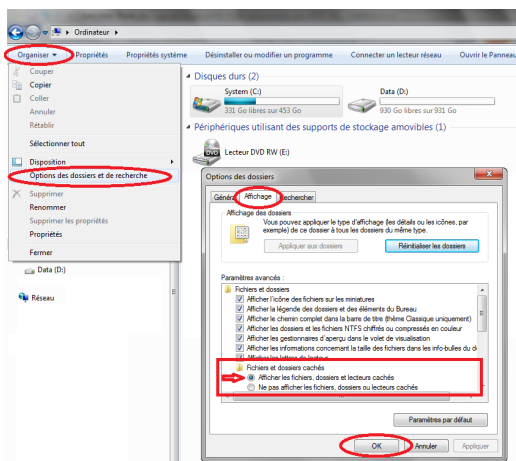 Ordinateur
Organiser Propriétés Propriétés système Désinstaller ou modifier un programme Connecter un lecteur réseau Ouvrir le Panneau
Couper
Copier
Coller
Annuler
Rétablir
Sélectionner tout
Disposition
Options des dossiers et de recherche
Supprimer
Renommer
Supprimer les propriétés
Propriétés
Fermer
Data (D:)
Réseau
Disques durs (2)
System (C:)
331 Go libres sur 453 Go
Data (D:)
930 Go libres sur 931 Go
Périphériques utilisant des supports de stockage amovibles (1)
DVD
Lecteur DVD RW (E:)
Options des dossiers
Général Affichage Rechercher
Affichage des dossiers
Vous pouvez appliquer le type d'affichage (les détails ou les icônes, par
exemple) de ce dossier à tous les dossiers du même type.
Appliquer aux dossiers Réinitialiser les dossiers
Paramètres avancés :
Fichiers et dossiers
Afficher l'icône des fichiers sur les miniatures
Afficher la légende des dossiers et des éléments du Bureau
Afficher le chemin complet dans la barre de titre (thème Classique uniquement)
Afficher les dossiers et les fichiers NTFS chiffrés ou compressés en couleur
Afficher les gestionnaires d'aperçu dans le volet de visualisation
Afficher les informations concernant la taille des fichiers dans les info-bulles du d
Afficher les lettres de lecteur
Fichiers et dossiers cachés
Afficher les fichiers, dossiers et lecteurs cachés
Ne pas afficher les fichiers, dossiers ou lecteurs cachés
Paramètres par défaut
OK Annuler Appliquer